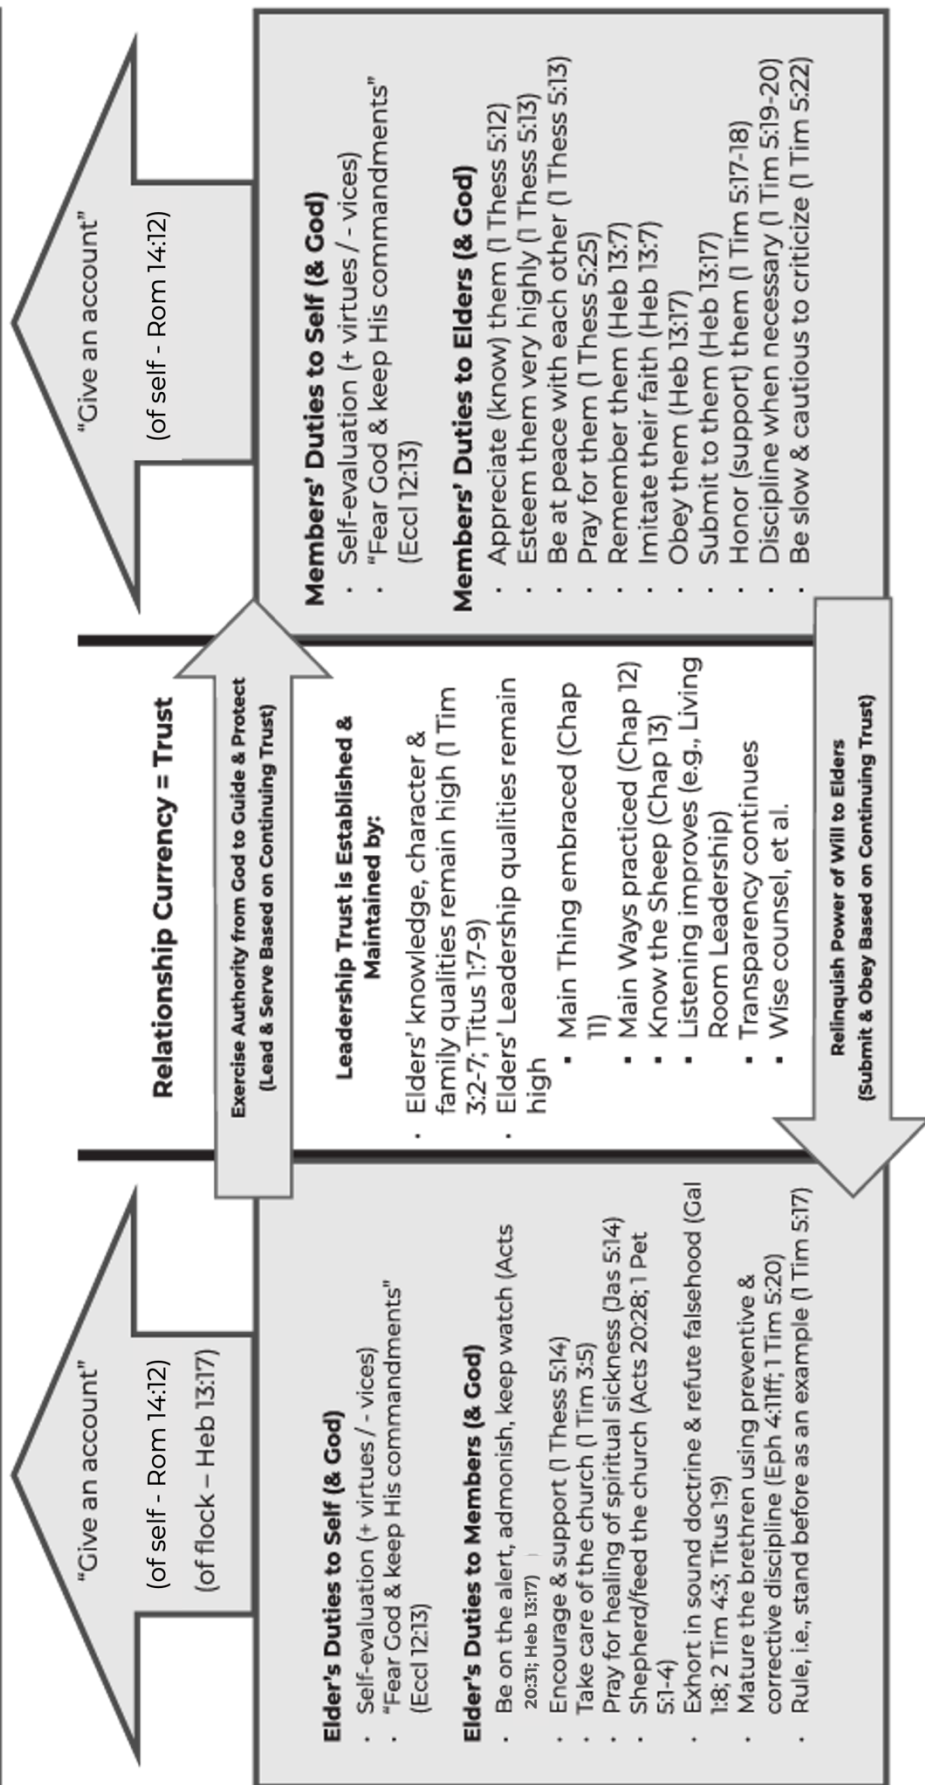 “Give an account”
(of self - Rom 14:12)
(of flock – Heb 13:17)
Elder’s Duties to Self (& God)
· Self-evaluation (+ virtues / - vices)
· “Fear God & keep His commandments”
(Eccl 12:13)
Elder’s Duties to Members (& God)
· Be on the alert, admonish, keep watch (Acts
20:31; Heb 13:17)
· Encourage & support (1 Thess 5:14)
· Take care of the church (1 Tim 3:5)
· Pray for healing of spiritual sickness (Jas 5:14)
· Shepherd/feed the church (Acts 20:28; 1 Pet
5:1-4)
· Exhort in sound doctrine & refute falsehood (Gal
1:8; 2 Tim 4:3; Titus 1:9)
· Mature the brethren using preventive &
corrective discipline (Eph 4:11ff; 1 Tim 5:20)
· Rule, i.e., stand before as an example (1 Tim 5:17)
Relationship Currency = Trust
Exercise Authority from God to Guide & Protect
(Lead & Serve Based on Continuing Trust)
Leadership Trust is Established &
Maintained by:
· Elders’ knowledge, character &
family qualities remain high (1 Tim
3:2-7; Titus 1:7-9)
· Elders’ Leadership qualities remain
high
▪ Main Thing embraced (Chap
11)
▪ Main Ways practiced (Chap 12)
▪ Know the Sheep (Chap 13)
▪ Listening improves (e.g., Living
Room Leadership)
▪ Transparency continues
▪ Wise counsel, et al.
Relinquish Power of Will to Elders
(Submit & Obey Based on Continuing Trust)
“Give an account”
(of self - Rom 14:12)
Members’ Duties to Self (& God)
· Self-evaluation (+ virtues / - vices)
· “Fear God & keep His commandments”
(Eccl 12:13)
Members’ Duties to Elders (& God)
· Appreciate (know) them (1 Thess 5:12)
· Esteem them very highly (1 Thess 5:13)
· Be at peace with each other (1 Thess 5:13)
· Pray for them (1 Thess 5:25)
· Remember them (Heb 13:7)
· Imitate their faith (Heb 13:7)
· Obey them (Heb 13:17)
· Submit to them (Heb 13:17)
· Honor (support) them (1 Tim 5:17-18)
· Discipline when necessary (1 Tim 5:19-20)
· Be slow & cautious to criticize (1 Tim 5:22)